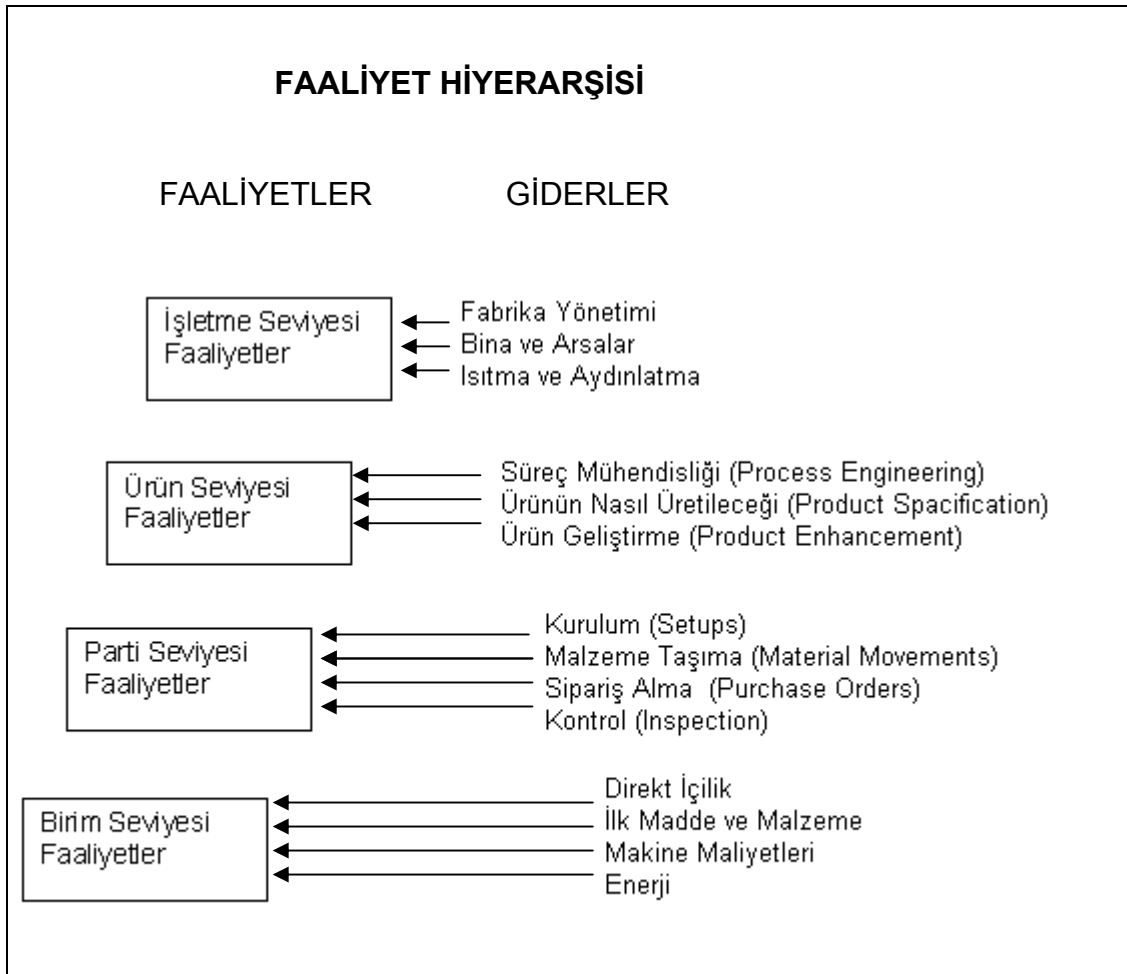 FAALİYET HİYERARŞİSİ
FAALİYETLER GİDERLER
İşletme Seviyesi
Faaliyetler
Fabrika Yönetimi
Bina ve Arsalar
Isıtma ve Aydınlatma
Ürün Seviyesi
Faaliyetler
Süreç Mühendisliği (Process Engineering)
Ürünün Nasıl Üretileceği (Product Spacification)
Ürün Geliştirme (Product Enhancement)
Parti Seviyesi
Faaliyetler
Kurulum (Setups)
Malzeme Taşıma (Material Movements)
Sipariş Alma (Purchase Orders)
Kontrol (Inspection)
Birim Seviyesi
Faaliyetler
Direkt İçilik
İlk Madde ve Malzeme
Makine Maliyetleri
Enerji